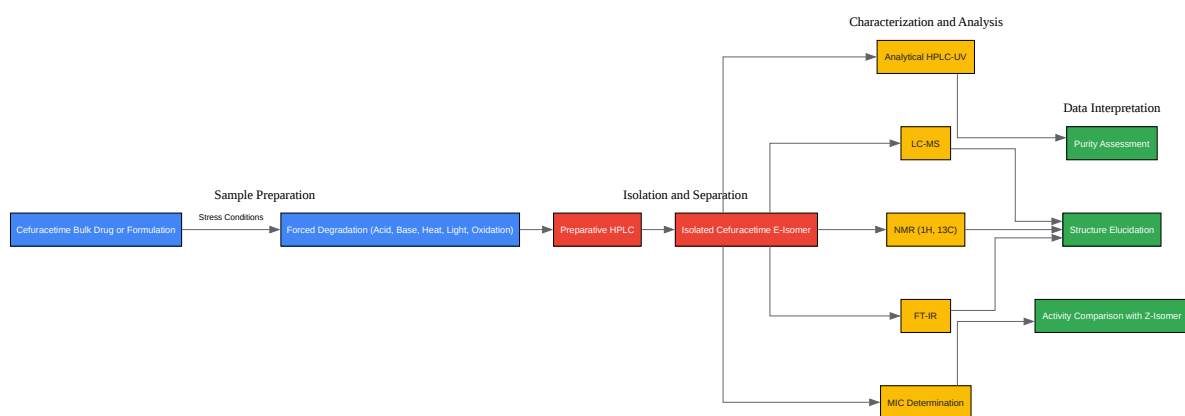 Characterization and Analysis
Analytical HPLC-UV
Data Interpretation
LC-MS
Purity Assessment
Sample Preparation
Isolation and Separation
Stress Conditions
Cefuracetime Bulk Drug or Formulation
Forced Degradation (Acid, Base, Heat, Light, Oxidation)
Preparative HPLC
Isolated Cefuracetime E-Isomer
NMR (1H, 13C)
Structure Elucidation
FT-IR
Activity Comparison with Z-Isomer
MIC Determination